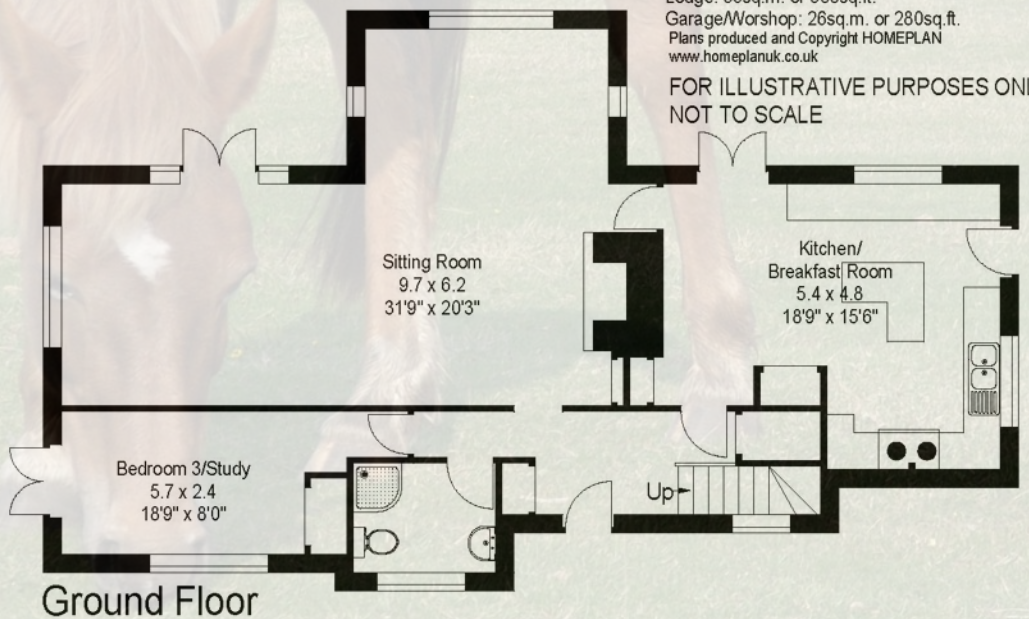 Garage/Worshop: 26sq.m. or 280sq.ft.
Plans produced and Copyright HOMEPLAN
www.homeplanuk.co.uk
FOR ILLUSTRATIVE PURPOSES ONL
NOT TO SCALE
Sitting Room
9.7 x 6.2
31'9" x 20'3"
Kitchen/
Breakfast Room
5.4 x 4.8
18'9" x 15'6"
Bedroom 3/Study
5.7 x 2.4
18'9" x 8'0"
Up
Ground Floor